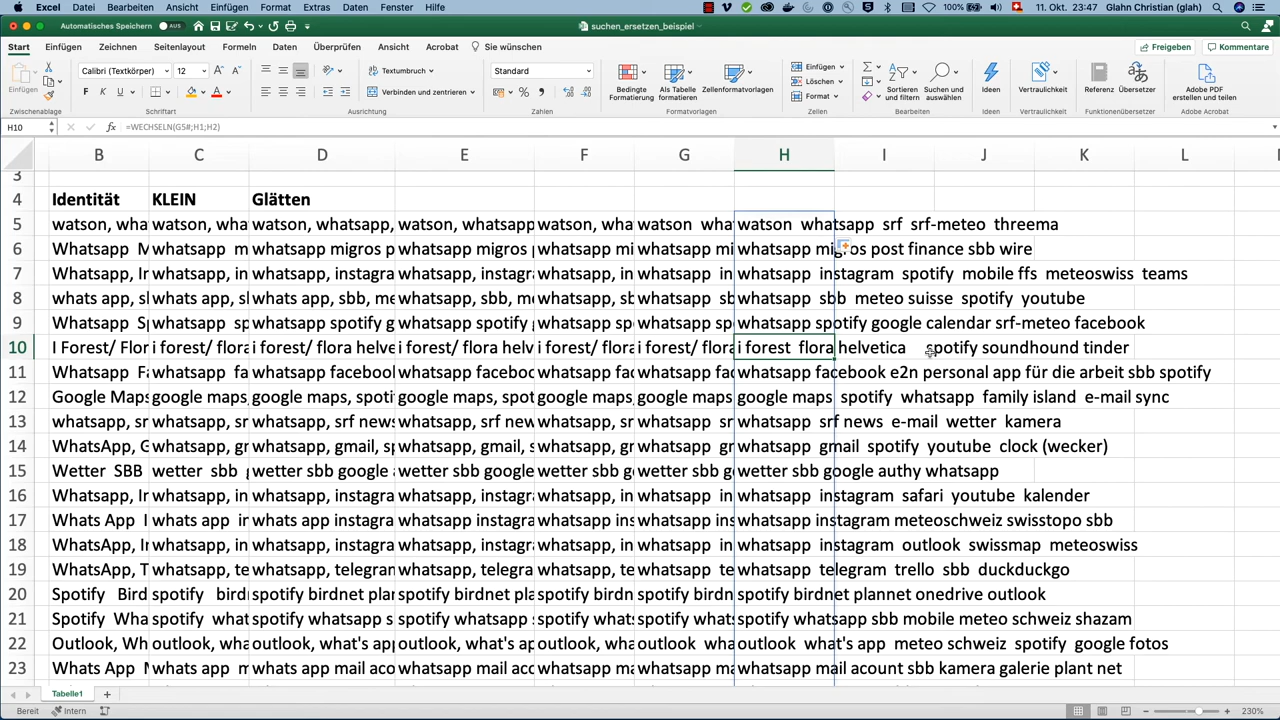 Excel Datei Bearbeiten Ansicht Einfügen Format Extras Daten Fenster Hilfe 100% 11. Okt. 23:47 Glahn Christian (glah)
Automatisches Speichern AUS suchen_ersetzen_beispiel
Start Einfügen Zeichnen Seitenlayout Formeln Daten Überprüfen Ansicht Acrobat Sie wünschen Freigeben Kommentare
Einfügen Calibri (Textkörper) 12 Textumbruch Standard Bedingte Formatierung Als Tabelle formatieren Zellenformatvorlagen Einfügen Löschen Format Sortieren und filtern Suchen und auswählen Ideen Vertraulichkeit Referenz Übersetzer Adobe PDF erstellen und teilen
F K U Verbinden und zentrieren
Zwischenablage Schriftart Ausrichtung Zahlen Formatvorlagen Zellen Bearbeiten Ideen Vertraulichkeit Funktionenübersetzer Adobe Acrobat
H10 fx =WECHSELN(G5#;H1;H2)
B C D E F G H I J K L
3
4 Identität KLEIN Glätten
5 watson, wha watson, wha watson, whatsapp, watson, whatsapp watson, wha watson wha watson whatsapp srf srf-meteo threema
6 Whatsapp M whatsapp m whatsapp migros p whatsapp migros p whatsapp mi whatsapp mi whatsapp migros post finance sbb wire
7 Whatsapp, In whatsapp, in whatsapp, instagra whatsapp, instagra whatsapp, in whatsapp in whatsapp instagram spotify mobile ffs meteoswiss teams
8 whats app, sl whats app, sl whats app, sbb, me whatsapp, sbb, me whatsapp, sb whatsapp sb whatsapp sbb meteo suisse spotify youtube
9 Whatsapp Sp whatsapp sp whatsapp spotify g whatsapp spotify g whatsapp sp whatsapp sp whatsapp spotify google calendar srf-meteo facebook
10 I Forest/ Flor i forest/ flora i forest/ flora helve i forest/ flora helv i forest/ flora i forest/ flora i forest flora helvetica spotify soundhound tinder
11 Whatsapp Fa whatsapp fa whatsapp facebool whatsapp facebool whatsapp fac whatsapp fac whatsapp facebook e2n personal app für die arbeit sbb spotify
12 Google Maps google maps, google maps, spoti google maps, spot google maps, google maps google maps spotify whatsapp family island e-mail sync
13 whatsapp, sr whatsapp, sr whatsapp, srf news whatsapp, srf new whatsapp, sr whatsapp sr whatsapp srf news e-mail wetter kamera
14 WhatsApp, G whatsapp, gr whatsapp, gmail, s whatsapp, gmail, sp whatsapp, gr whatsapp gr whatsapp gmail spotify youtube clock (wecker)
15 Wetter SBB wetter sbb g wetter sbb google wetter sbb google wetter sbb g wetter sbb g wetter sbb google authy whatsapp
16 Whatsapp, In whatsapp, in whatsapp, instagra whatsapp, instagra whatsapp, in whatsapp in whatsapp instagram safari youtube kalender
17 Whats App I whats app in whats app instagra whatsapp instagra whatsapp ins whatsapp ins whatsapp instagram meteoschweiz swisstopo sbb
18 WhatsApp, In whatsapp, in whatsapp, instagra whatsapp, instagra whatsapp, in whatsapp in whatsapp instagram outlook swissmap meteoswiss
19 WhatsApp, T whatsapp, te whatsapp, telegran whatsapp, telegra whatsapp, te whatsapp te whatsapp telegram trello sbb duckduckgo
20 Spotify Bird spotify birdı spotify birdnet pla spotify birdnet pla spotify birdn spotify birdn spotify birdnet plannet onedrive outlook
21 Spotify Wha spotify what spotify whatsapp s spotify whatsapp spotify whats spotify whats spotify whatsapp sbb mobile meteo schweiz shazam
22 Outlook, Wh outlook, wha outlook, what's ap outlook, what's ap outlook, wha outlook wha outlook what's app meteo schweiz spotify google fotos
23 Whats App M whats app m whats app mail acc whatsapp mail aco whatsapp ma whatsapp ma whatsapp mail acount sbb kamera galerie plant net
Tabelle1
Bereit Intern 230%